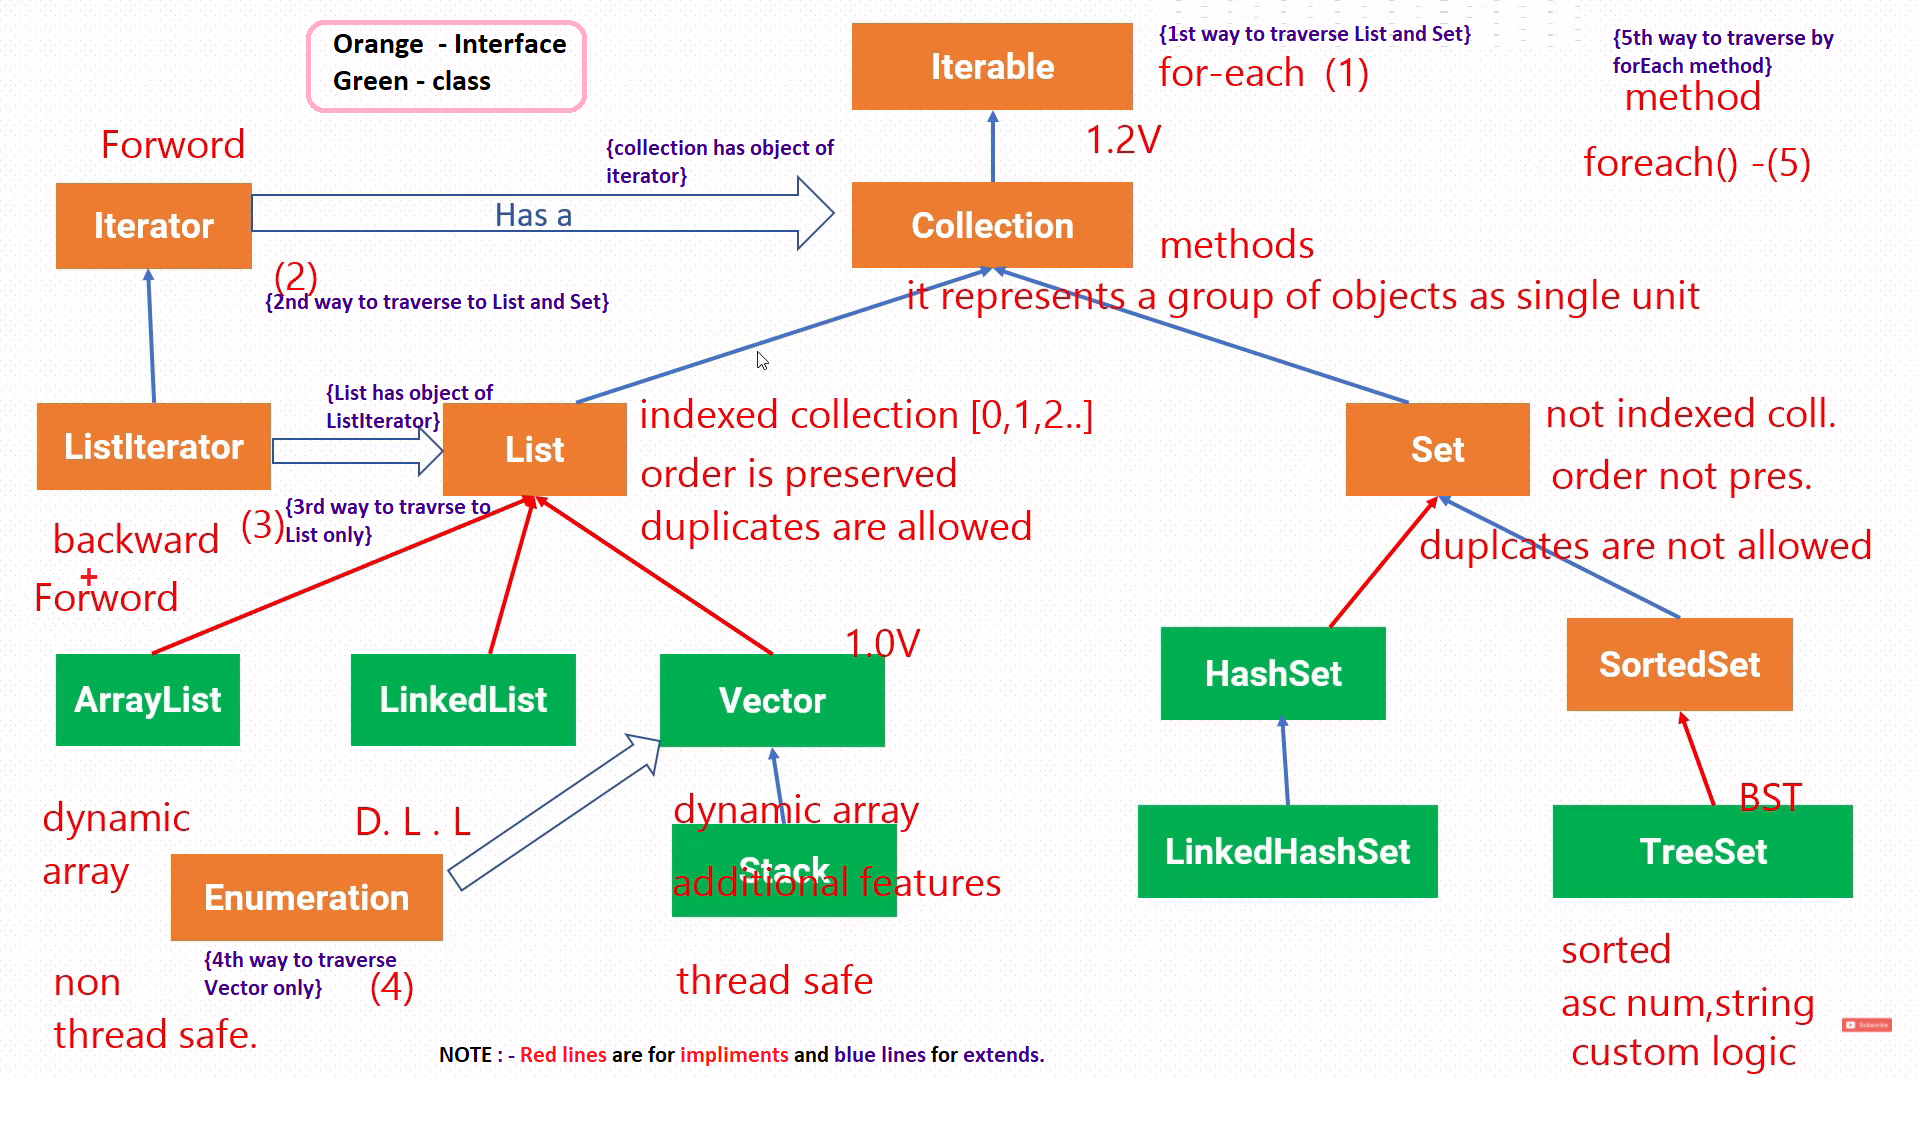 Orange - Interface
Green - class
Iterable
{1st way to traverse List and Set}
for-each (1)
{5th way to traverse by
forEach method}
method
foreach() -(5)
1.2V
Forword
{collection has object of
iterator}
Iterator
Has a
Collection
methods
it represents a group of objects as single unit
(2)
{2nd way to traverse to List and Set}
{List has object of
ListIterator}
ListIterator
List
indexed collection [0,1,2..]
order is preserved
duplicates are allowed
Set
not indexed coll.
order not pres.
duplcates are not allowed
(3)
{3rd way to travrse to
List only}
backward
+
Forword
1.0V
ArrayList
LinkedList
Vector
HashSet
SortedSet
dynamic
array
D. L . L
dynamic array
Stack
additional features
BST
LinkedHashSet
TreeSet
Enumeration
{4th way to traverse
Vector only}
(4)
non
thread safe.
thread safe
sorted
asc num,string
custom logic
Subscribe
NOTE : - Red lines are for impliments and blue lines for extends.